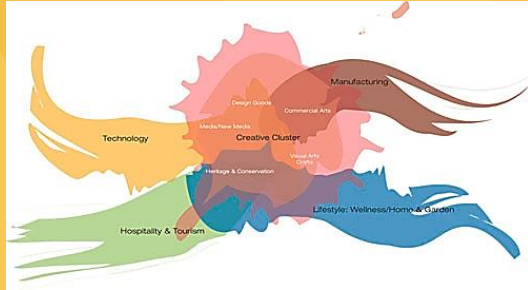 Manufacturing
Design Goods
Commercial Arts
Media/New Media
Technology
Creative Cluster
Visual Arts/
Crafts
Heritage & Conservation
Lifestyle: Wellness/Home & Garden
Hospitality & Tourism